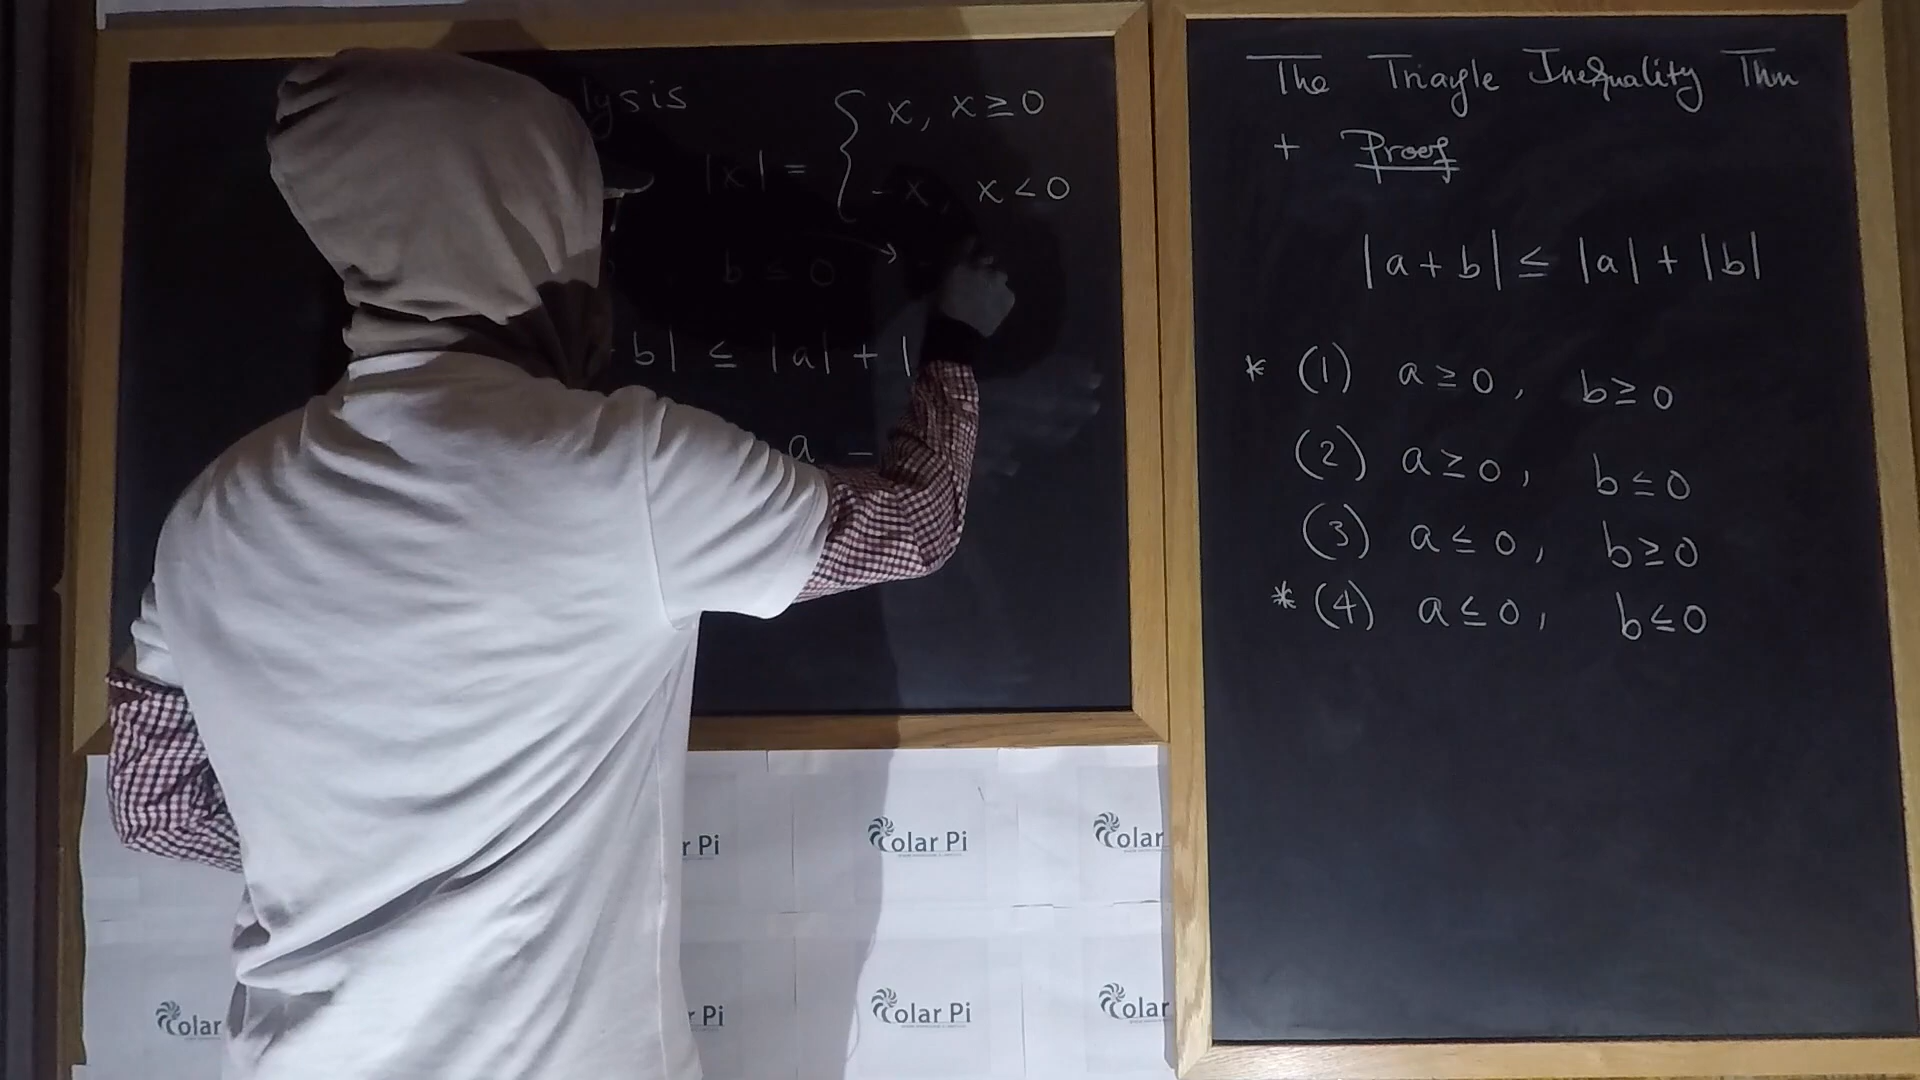 lysis
|x| = { x, x ≥ 0
- x, x < 0
b ≤ 0 →
b| ≤ |a| + |
a -
The Triagle Inequality Thm
+ Proof
|a + b| ≤ |a| + |b|
* (1) a ≥ 0, b ≥ 0
(2) a ≥ 0, b ≤ 0
(3) a ≤ 0, b ≥ 0
* (4) a ≤ 0, b ≤ 0
r Pi
Colar Pi
Colar
Colar
r Pi
Colar Pi
Colar